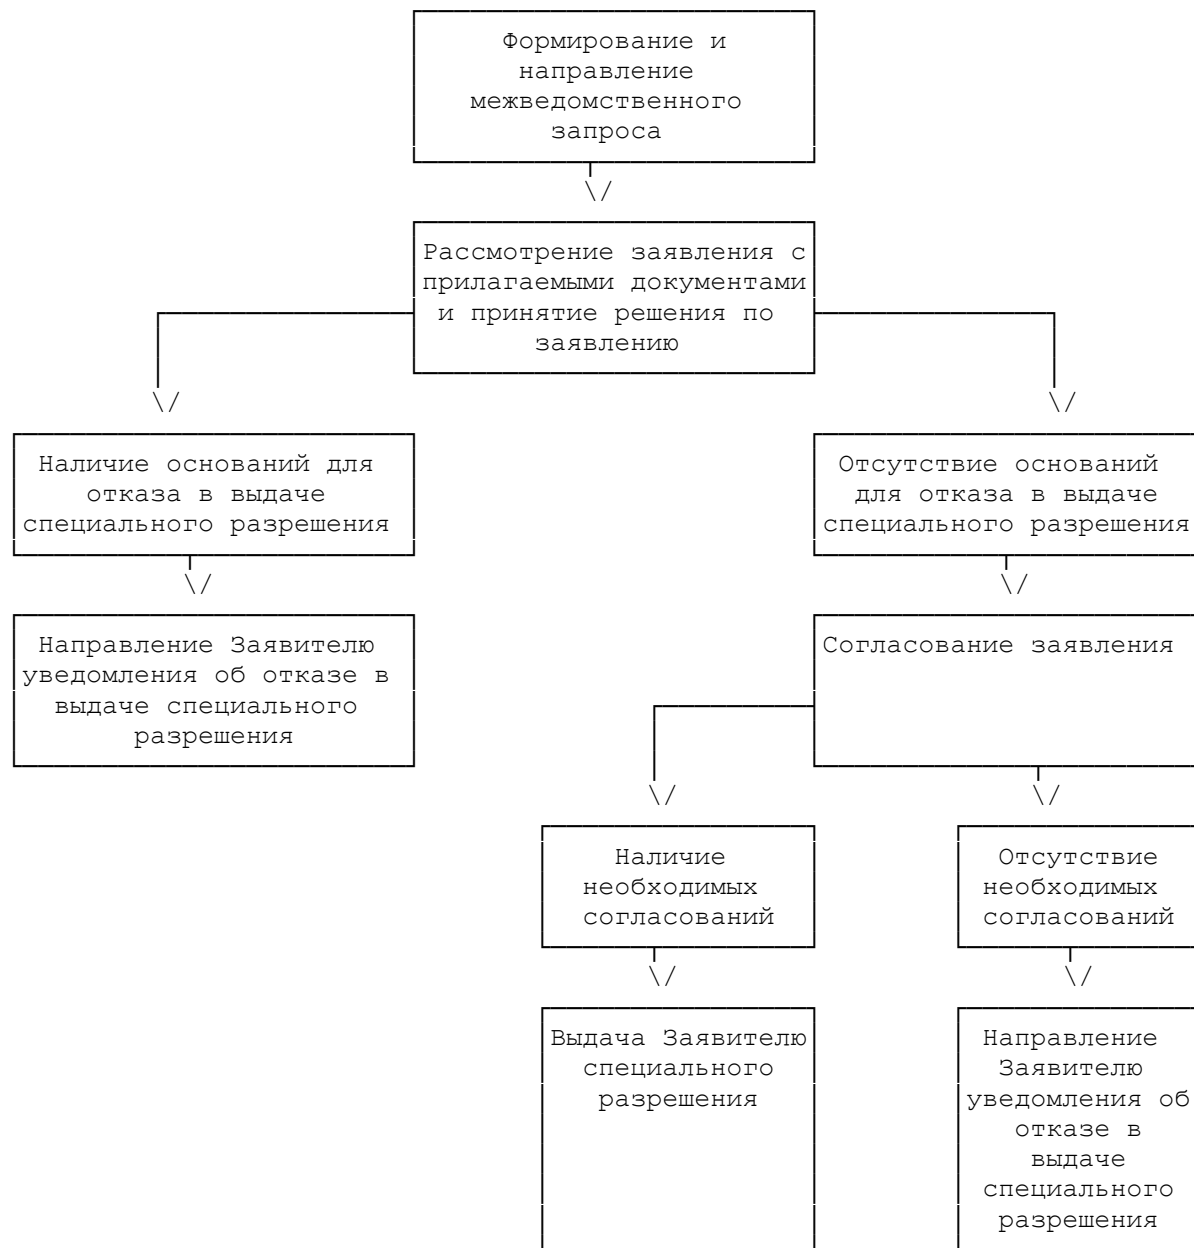 Формирование и
направление
межведомственного
запроса
\/
Рассмотрение заявления с
прилагаемыми документами
и принятие решения по
заявлению
\/
\/
Наличие оснований для
отказа в выдаче
специального разрешения
Отсутствие оснований
для отказа в выдаче
специального разрешения
\/
\/
Направление Заявителю
уведомления об отказе в
выдаче специального
разрешения
Согласование заявления
\/
\/
Наличие
необходимых
согласований
Отсутствие
необходимых
согласований
\/
\/
Выдача Заявителю
специального
разрешения
Направление
Заявителю
уведомления об
отказе в
выдаче
специального
разрешения